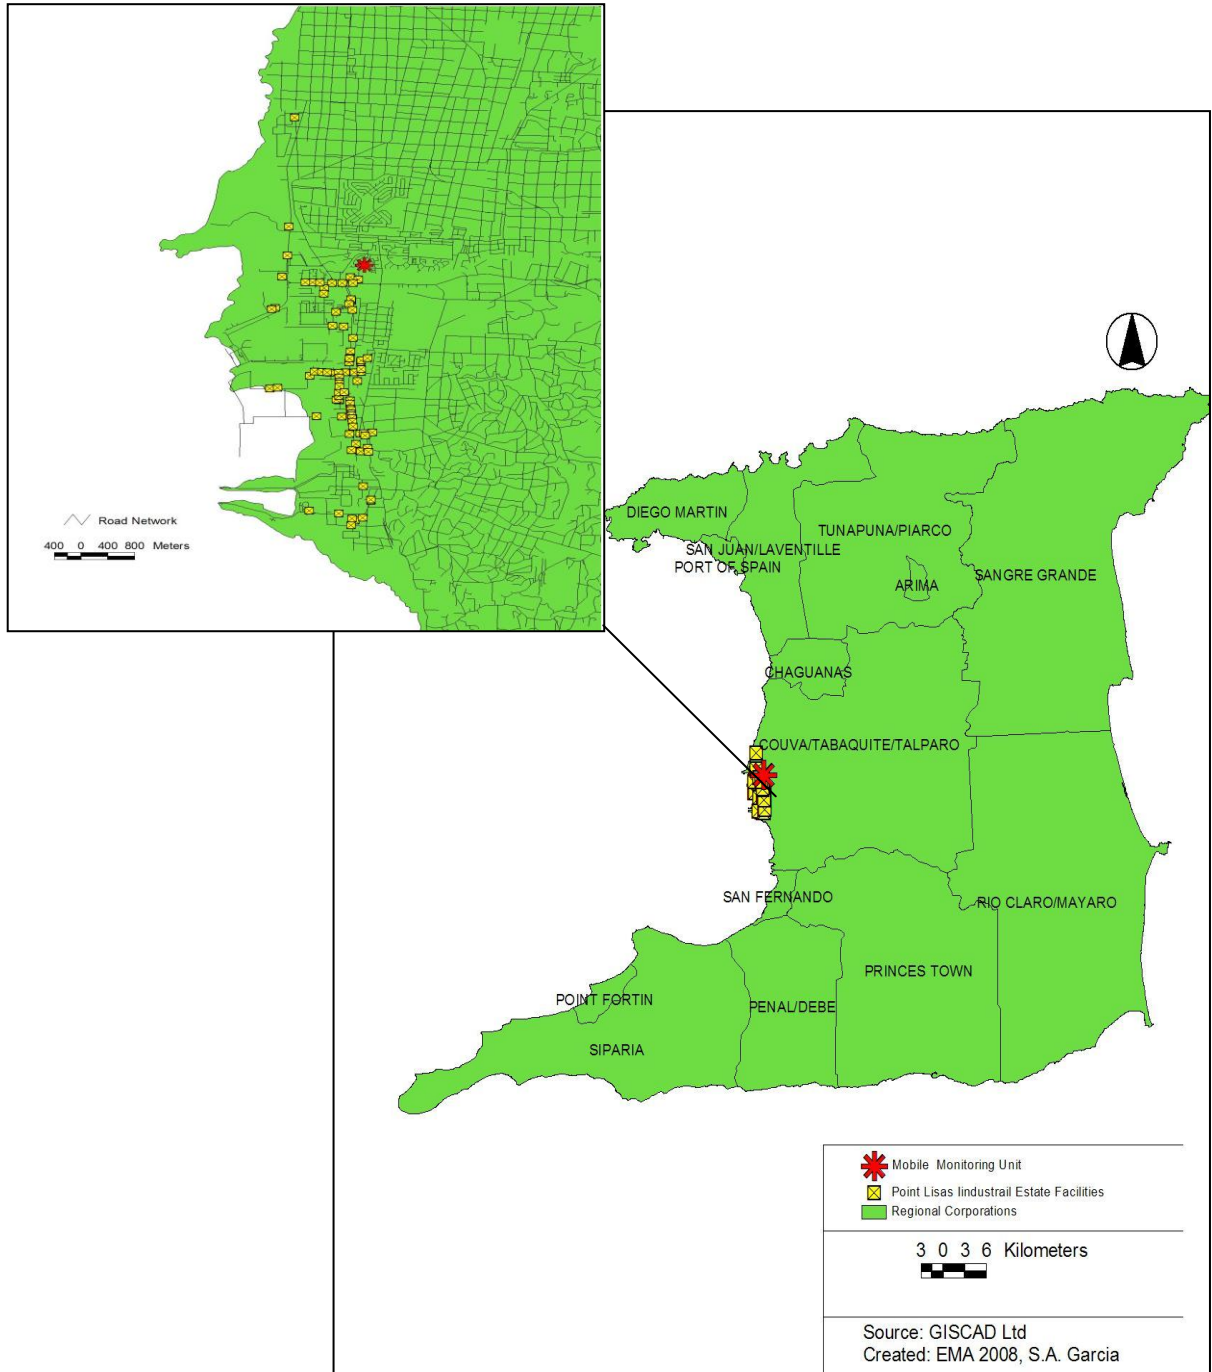 Road Network
400 0 400 800 Meters
DIEGO MARTIN
TUNAPUNA/PIARCO
SAN JUAN/LAVENTILLE
PORT OF SPAIN
SANGRE GRANDE
ARIMA
CHAGUANAS
COUVA/TABAQUITE/TALPARO
SAN FERNANDO
RIO CLARO/MAYARO
PRINCES TOWN
POINT FORTIN
PENAL/DEBE
SIPARIA
Mobile Monitoring Unit
Point Lisas Iindustrail Estate Facilities
Regional Corporations
3 0 3 6 Kilometers
Source: GISCAD Ltd
Created: EMA 2008, S.A. Garcia